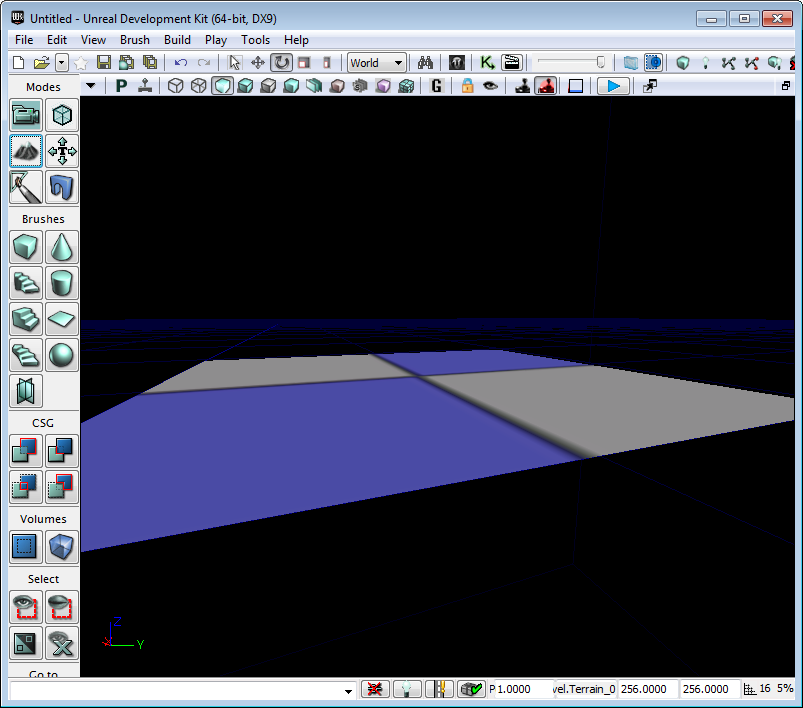 Untitled - Unreal Development Kit (64-bit, DX9)
File Edit View Brush Build Play Tools Help
World
Modes
P
G
Brushes
CSG
Volumes
Select
Go to
Z
X
Y
P 1.0000 vel.Terrain_0 256.0000 256.0000 16 5%